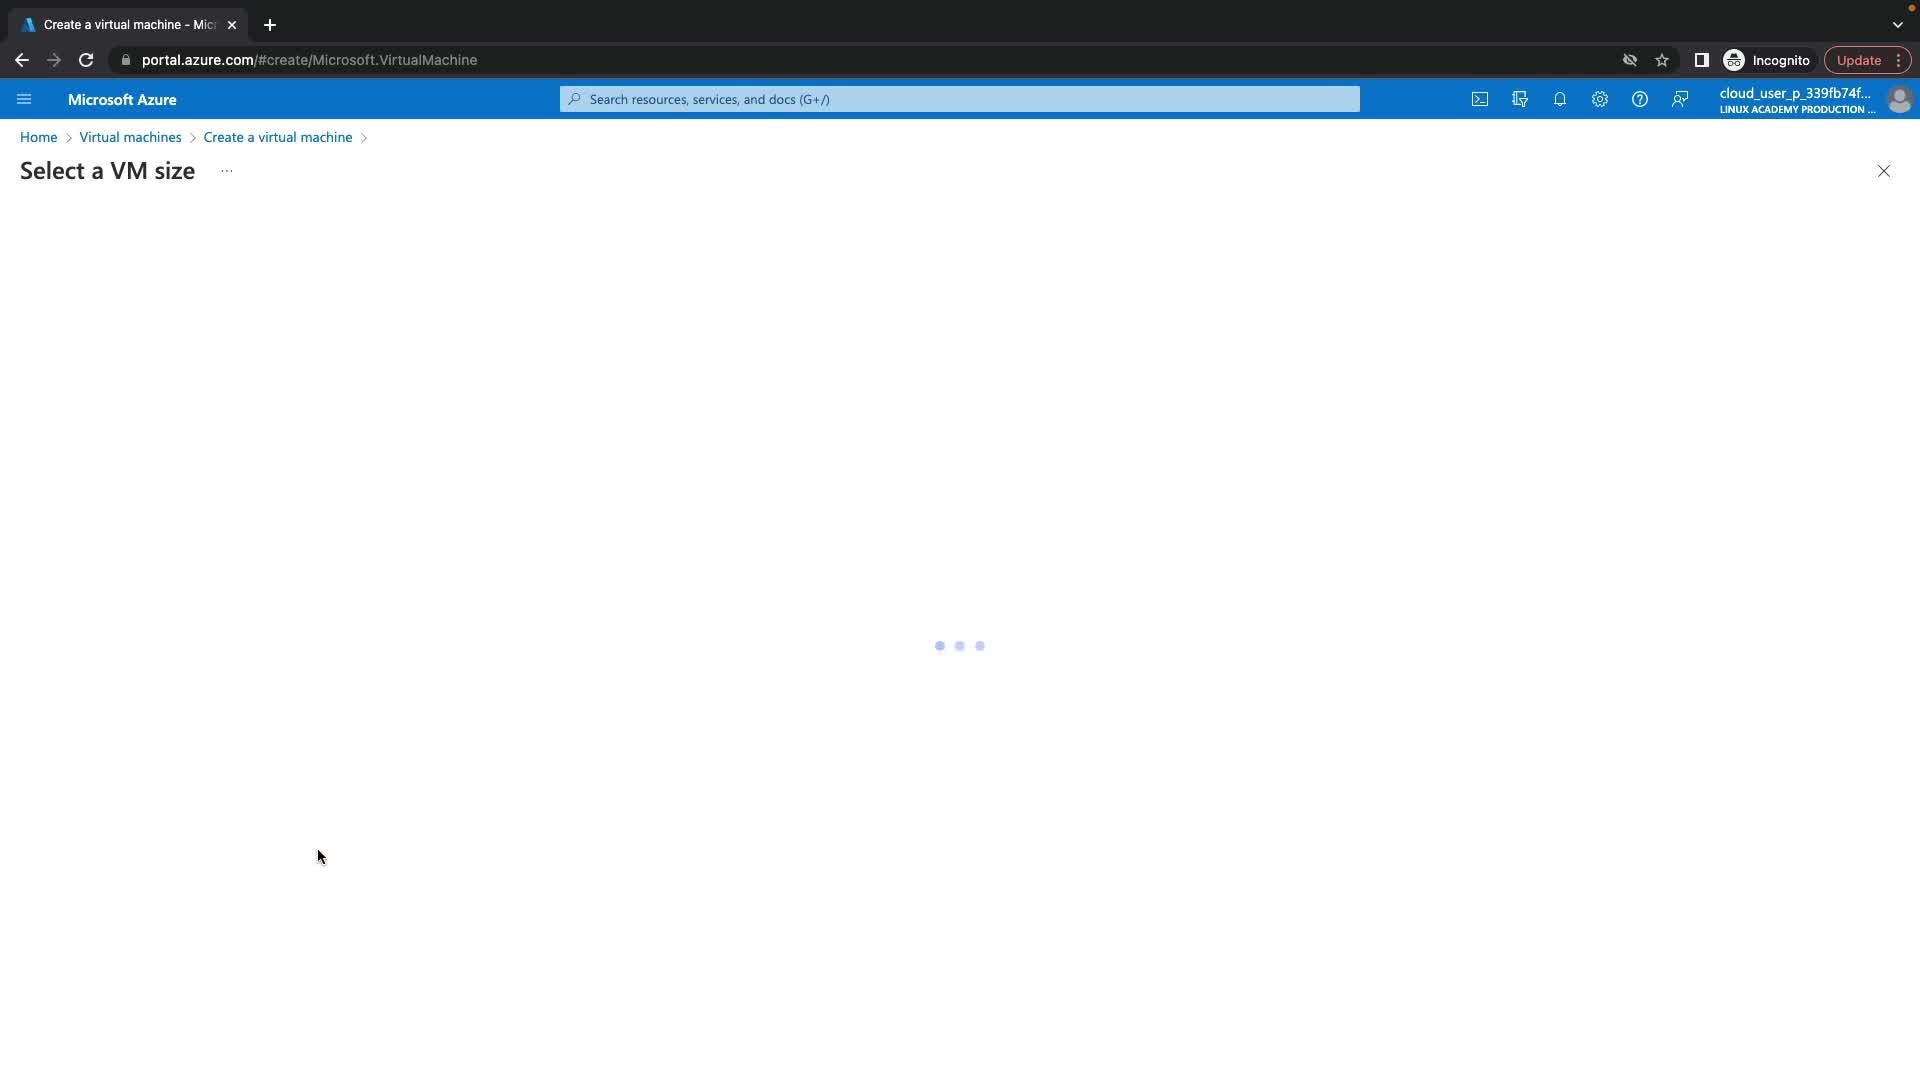 Create a virtual machine - Mic
portal.azure.com/#create/Microsoft.VirtualMachine
Incognito
Update
Microsoft Azure
Search resources, services, and docs (G+/)
cloud_user_p_339fb74f...
LINUX ACADEMY PRODUCTION ...
Home > Virtual machines > Create a virtual machine >
Select a VM size ...